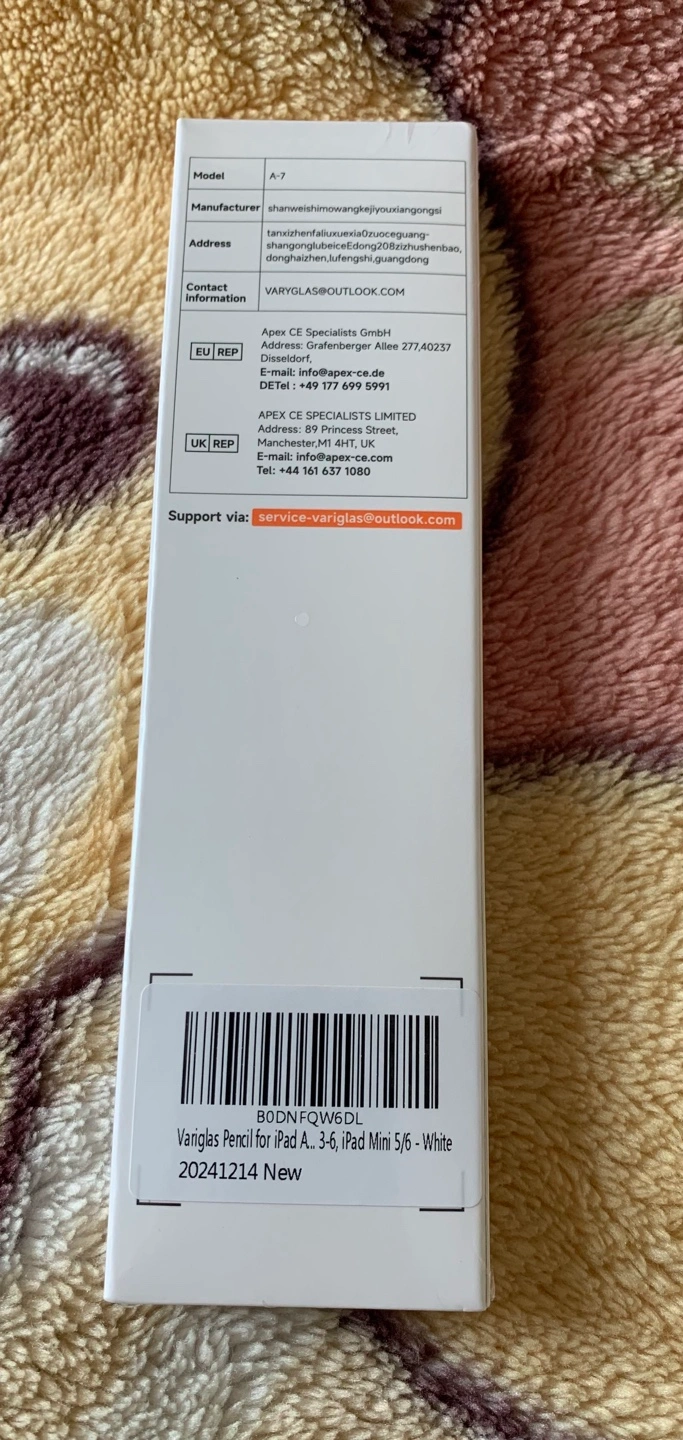 Model A-7
Manufacturer shanweishimowangkejiyouxiangongsi
Address tanxizhenfaliuxuexia0zuoceguang-
shangonglubeiceEdong208zizhushenbao,
donghaizhen,lufengshi,guangdong
Contact
information VARYGLAS@OUTLOOK.COM
EU REP
Apex CE Specialists GmbH
Address: Grafenberger Allee 277,40237
Disseldorf,
E-mail: info@apex-ce.de
DETel : +49 177 699 5991
UK REP
APEX CE SPECIALISTS LIMITED
Address: 89 Princess Street,
Manchester,M1 4HT, UK
E-mail: info@apex-ce.com
Tel: +44 161 637 1080
Support via: service-variglas@outlook.com
B0DNFQW6DL
Variglas Pencil for iPad A... 3-6, iPad Mini 5/6 - White
20241214 New